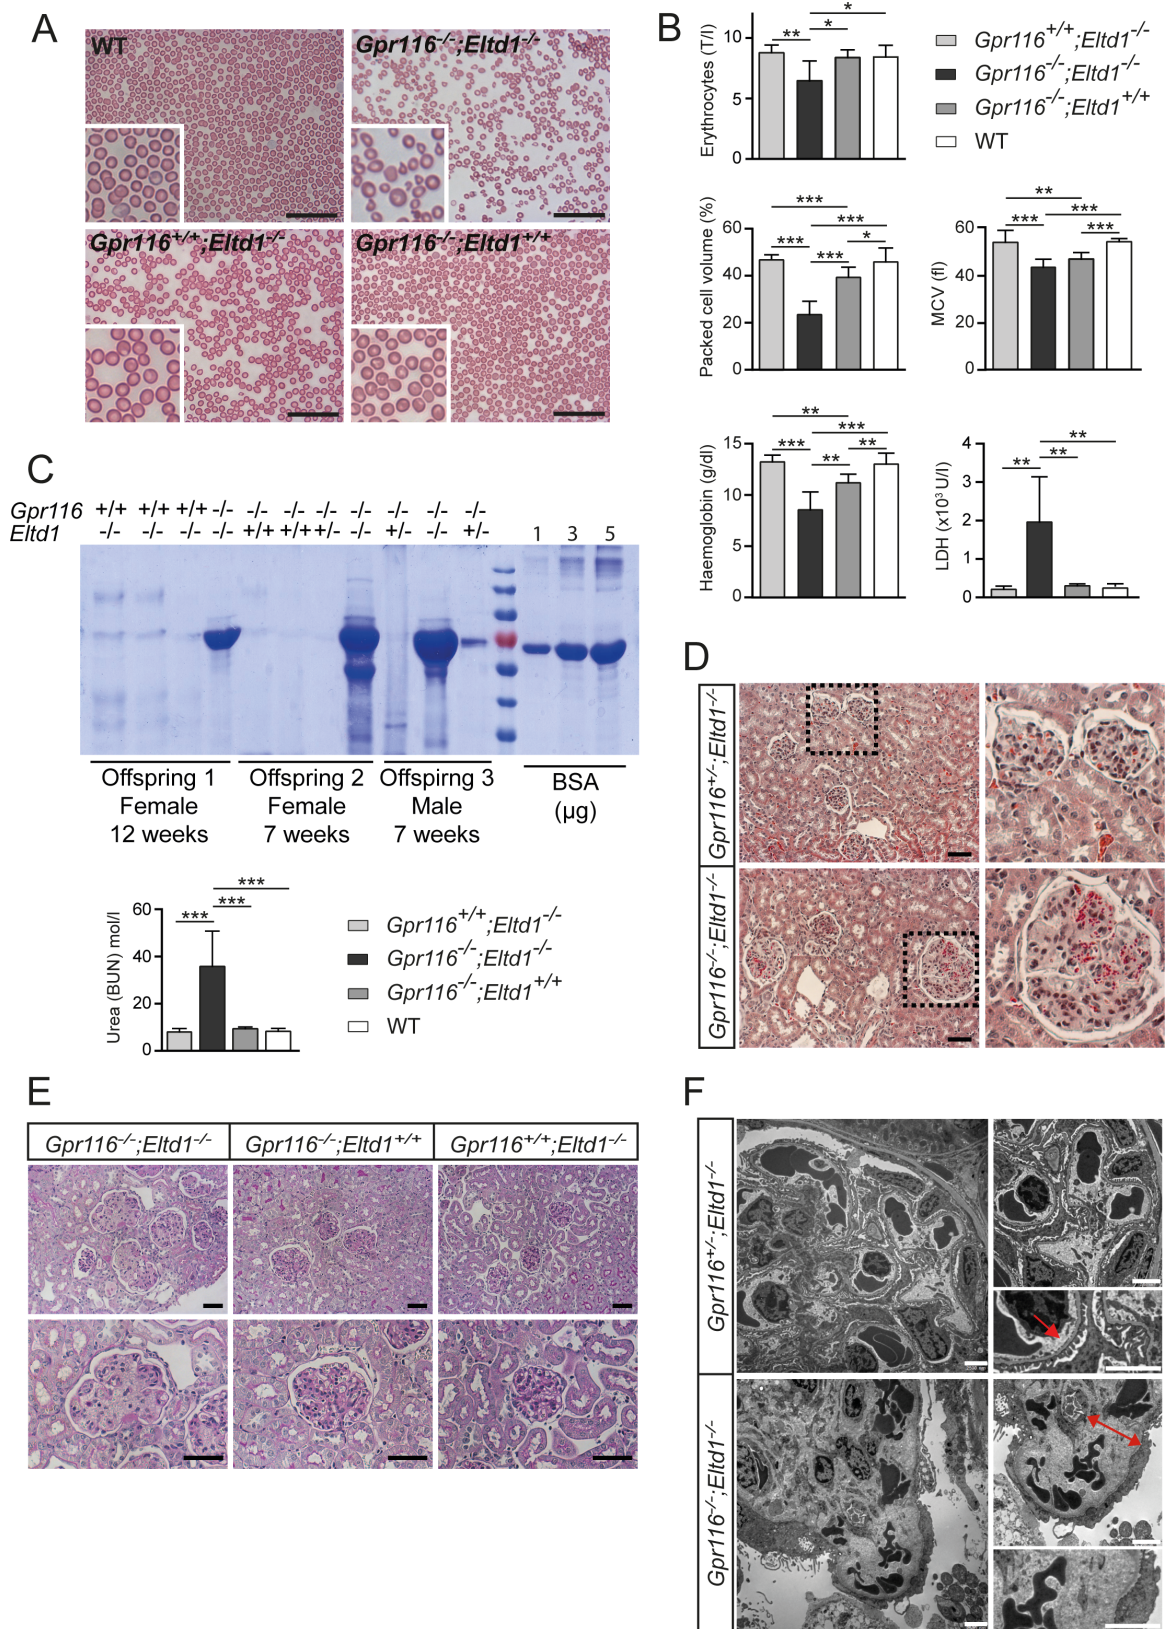 A
WT
Gpr116-/-;Eltd1-/-
Gpr116+/+;Eltd1-/-
Gpr116-/-;Eltd1+/+
B
Erythrocytes (T/l)
10
5
0
** * *
Gpr116+/+;Eltd1-/-
Gpr116-/-;Eltd1-/-
Gpr116-/-;Eltd1+/+
WT
Packed cell volume (%)
60
40
20
0
*** *** *** *** *
MCV (fl)
60
40
20
0
** *** *** ***
Haemoglobin (g/dl)
15
10
5
0
** *** *** ** **
LDH (x10³ U/l)
4
3
2
1
0
** ** **
C
Gpr116 +/+ +/+ +/+ -/- -/- -/- -/- -/- -/- -/- -/-
Eltd1 -/- -/- -/- -/- +/+ +/+ +/- -/- +/- -/- +/- 1 3 5
Offspring 1
Female
12 weeks
Offspring 2
Female
7 weeks
Offspirng 3
Male
7 weeks
BSA
(µg)
Urea (BUN) mol/l
60
40
20
0
*** *** ***
Gpr116+/+;Eltd1-/-
Gpr116-/-;Eltd1-/-
Gpr116-/-;Eltd1+/+
WT
D
Gpr116+/-;Eltd1-/-
Gpr116-/-;Eltd1-/-
E
Gpr116-/-;Eltd1-/-
Gpr116-/-;Eltd1+/+
Gpr116+/+;Eltd1-/-
F
Gpr116+/-;Eltd1-/-
Gpr116-/-;Eltd1-/-